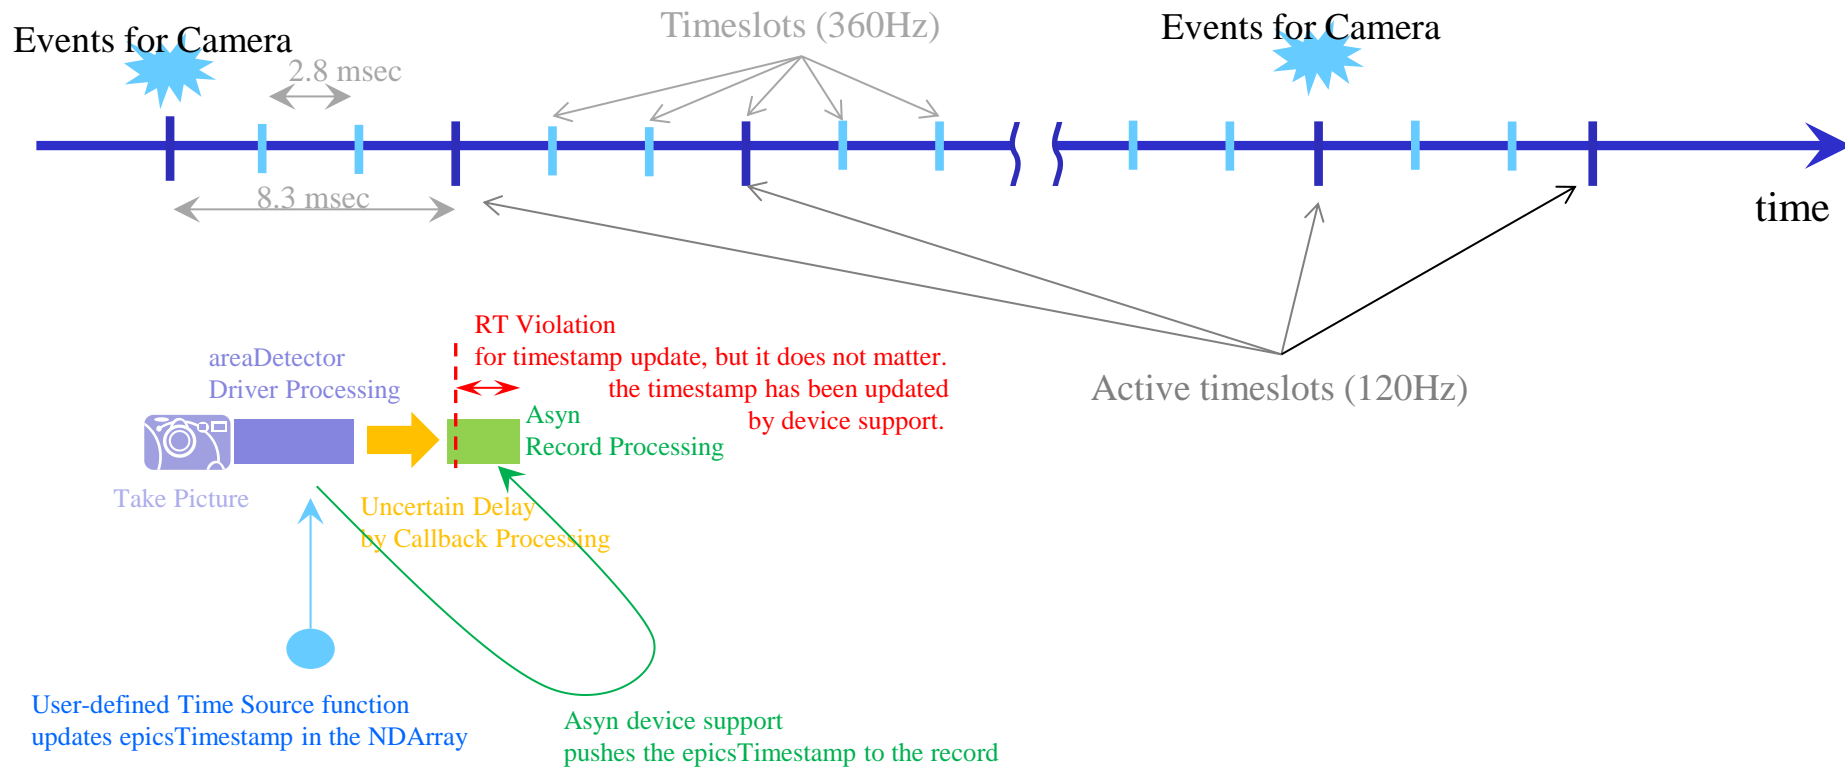 Events for Camera
Timeslots (360Hz)
Events for Camera
2.8 msec
8.3 msec
time
RT Violation
for timestamp update, but it does not matter.
the timestamp has been updated
by device support.
areaDetector
Driver Processing
Active timeslots (120Hz)
Asyn
Record Processing
Take Picture
Uncertain Delay
by Callback Processing
User-defined Time Source function
updates epicsTimestamp in the NDArray
Asyn device support
pushes the epicsTimestamp to the record